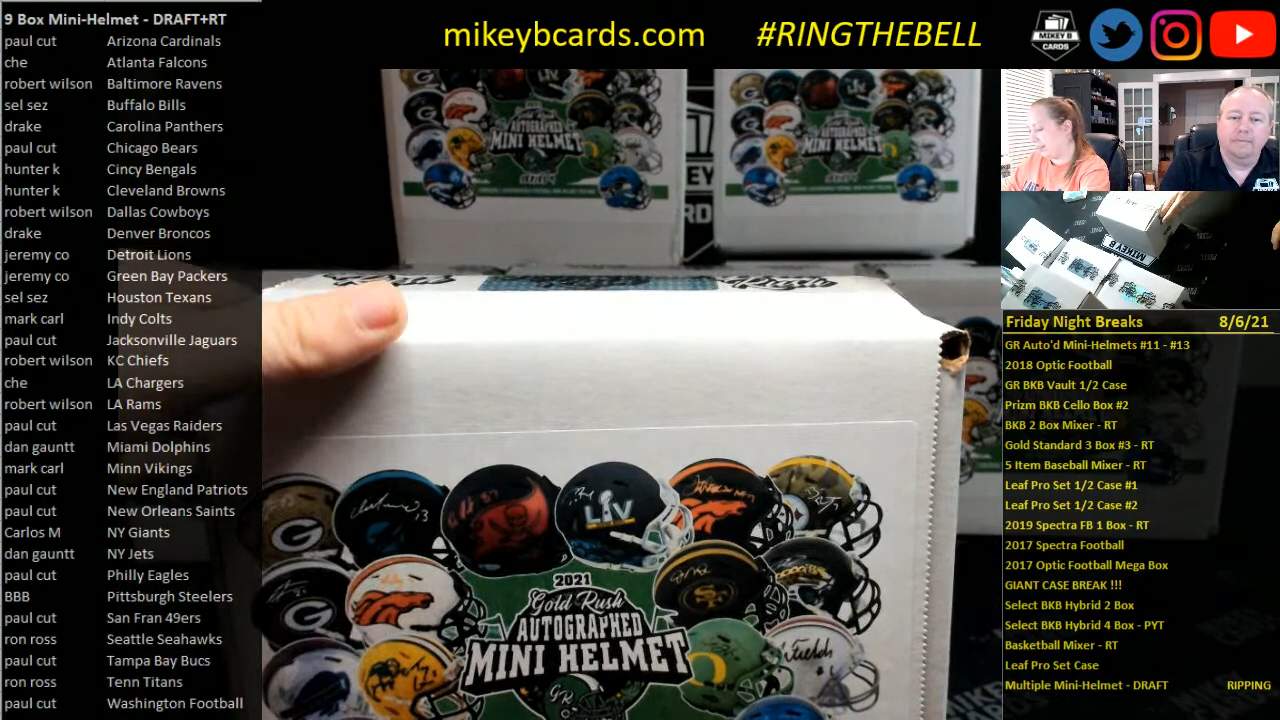 9 Box Mini-Helmet - DRAFT+RT
paul cut Arizona Cardinals
che Atlanta Falcons
robert wilson Baltimore Ravens
sel sez Buffalo Bills
drake Carolina Panthers
paul cut Chicago Bears
hunter k Cincy Bengals
hunter k Cleveland Browns
robert wilson Dallas Cowboys
drake Denver Broncos
jeremy co Detroit Lions
jeremy co Green Bay Packers
sel sez Houston Texans
mark carl Indy Colts
paul cut Jacksonville Jaguars
robert wilson KC Chiefs
che LA Chargers
robert wilson LA Rams
paul cut Las Vegas Raiders
dan gauntt Miami Dolphins
mark carl Minn Vikings
paul cut New England Patriots
paul cut New Orleans Saints
Carlos M NY Giants
dan gauntt NY Jets
paul cut Philly Eagles
BBB Pittsburgh Steelers
paul cut San Fran 49ers
ron ross Seattle Seahawks
paul cut Tampa Bay Bucs
ron ross Tenn Titans
paul cut Washington Football
mikeybcards.com #RINGTHEBELL
MIKEY B
CARDS
AUTOGRAPHED
MINI HELMET
AUTOGRAPHED
MINI HELMET
LIV
2021
Gold Rush
AUTOGRAPHED
MINI HELMET
GR
MIKEY B
Friday Night Breaks 8/6/21
GR Auto'd Mini-Helmets #11 - #13
2018 Optic Football
GR BKB Vault 1/2 Case
Prizm BKB Cello Box #2
BKB 2 Box Mixer - RT
Gold Standard 3 Box #3 - RT
5 Item Baseball Mixer - RT
Leaf Pro Set 1/2 Case #1
Leaf Pro Set 1/2 Case #2
2019 Spectra FB 1 Box - RT
2017 Spectra Football
2017 Optic Football Mega Box
GIANT CASE BREAK !!!
Select BKB Hybrid 2 Box
Select BKB Hybrid 4 Box - PYT
Basketball Mixer - RT
Leaf Pro Set Case
Multiple Mini-Helmet - DRAFT RIPPING